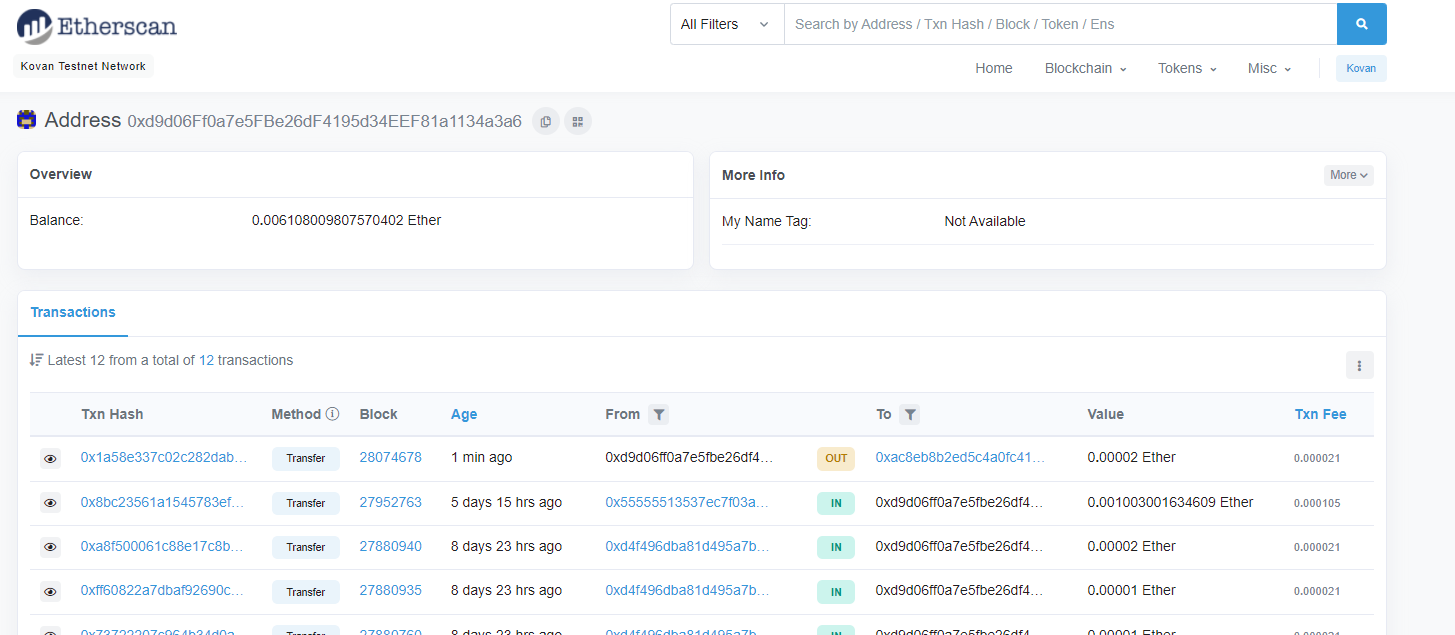 Etherscan
All Filters Search by Address / Txn Hash / Block / Token / Ens
Kovan Testnet Network
Home Blockchain Tokens Misc Kovan
Address 0xd9d06Ff0a7e5FBe26dF4195d34EEF81a1134a3a6
Overview
Balance: 0.006108009807570402 Ether
More Info More
My Name Tag: Not Available
Transactions
Latest 12 from a total of 12 transactions
Txn Hash Method Block Age From To Value Txn Fee
0x1a58e337c02c282dab... Transfer 28074678 1 min ago 0xd9d06ff0a7e5fbe26df4... OUT 0xac8eb8b2ed5c4a0fc41... 0.00002 Ether 0.000021
0x8bc23561a1545783ef... Transfer 27952763 5 days 15 hrs ago 0x55555513537ec7f03a... IN 0xd9d06ff0a7e5fbe26df4... 0.001003001634609 Ether 0.000105
0xa8f500061c88e17c8b... Transfer 27880940 8 days 23 hrs ago 0xd4f496dba81d495a7b... IN 0xd9d06ff0a7e5fbe26df4... 0.00002 Ether 0.000021
0xff60822a7dbaf92690c... Transfer 27880935 8 days 23 hrs ago 0xd4f496dba81d495a7b... IN 0xd9d06ff0a7e5fbe26df4... 0.00001 Ether 0.000021
Transfer 27880760 8 days 23 hrs ago 0xd4f496dba81d495a7b... IN 0xd9d06ff0a7e5fbe26df4... 0.00001 Ether 0.000021